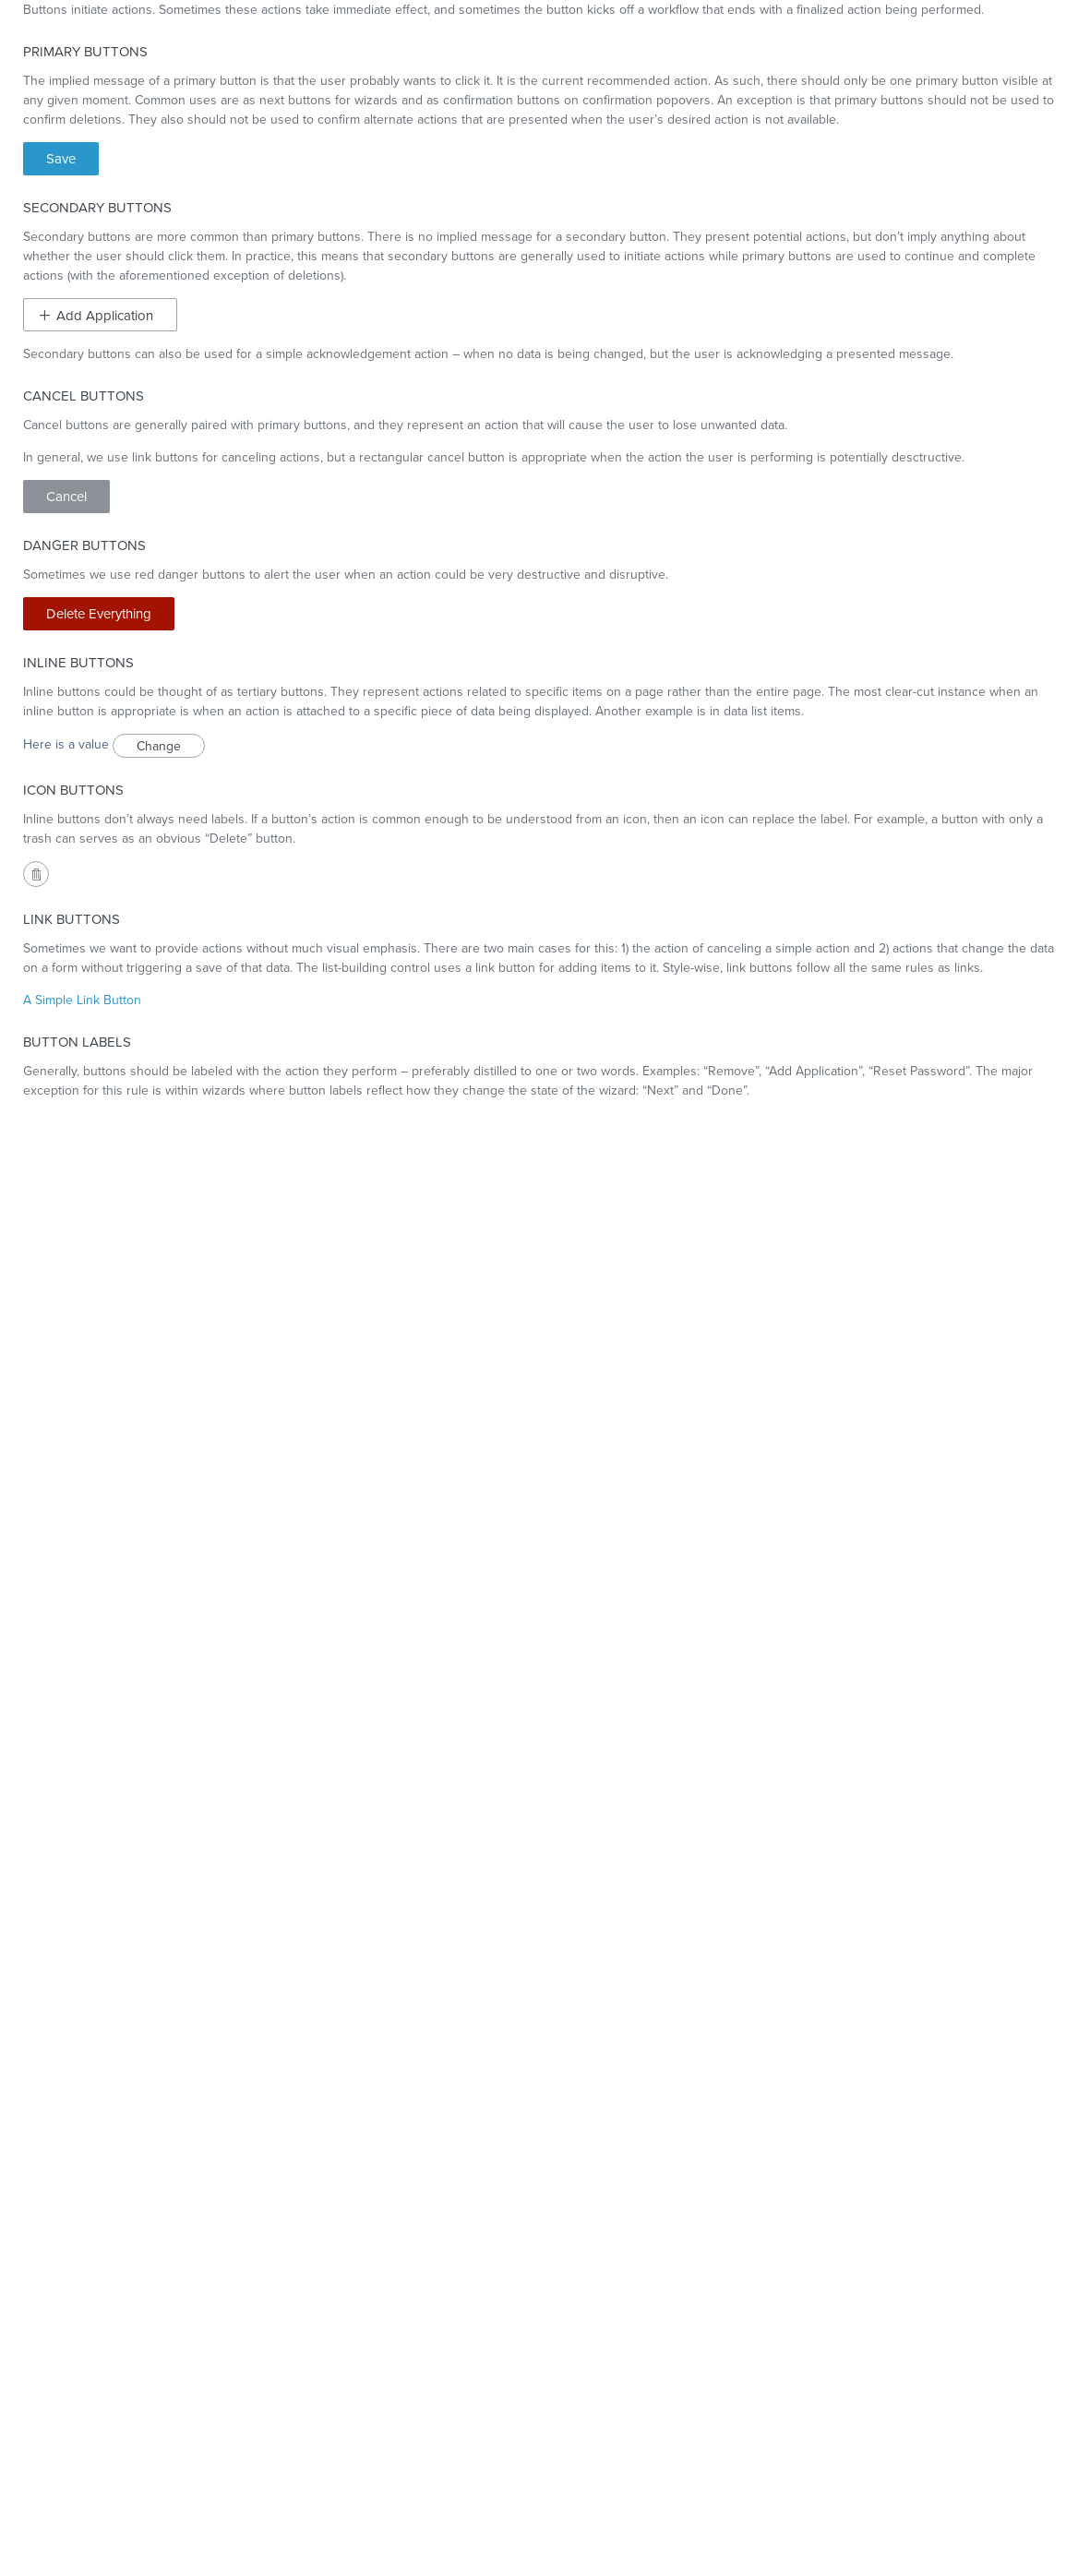 Buttons initiate actions. Sometimes these actions take immediate effect, and sometimes the button kicks off a workflow that ends with a finalized action being performed.
PRIMARY BUTTONS
The implied message of a primary button is that the user probably wants to click it. It is the current recommended action. As such, there should only be one primary button visible at
any given moment. Common uses are as next buttons for wizards and as confirmation buttons on confirmation popovers. An exception is that primary buttons should not be used to
confirm deletions. They also should not be used to confirm alternate actions that are presented when the user’s desired action is not available.
Save
SECONDARY BUTTONS
Secondary buttons are more common than primary buttons. There is no implied message for a secondary button. They present potential actions, but don’t imply anything about
whether the user should click them. In practice, this means that secondary buttons are generally used to initiate actions while primary buttons are used to continue and complete
actions (with the aforementioned exception of deletions).
+ Add Application
Secondary buttons can also be used for a simple acknowledgement action – when no data is being changed, but the user is acknowledging a presented message.
CANCEL BUTTONS
Cancel buttons are generally paired with primary buttons, and they represent an action that will cause the user to lose unwanted data.
In general, we use link buttons for canceling actions, but a rectangular cancel button is appropriate when the action the user is performing is potentially desctructive.
Cancel
DANGER BUTTONS
Sometimes we use red danger buttons to alert the user when an action could be very destructive and disruptive.
Delete Everything
INLINE BUTTONS
Inline buttons could be thought of as tertiary buttons. They represent actions related to specific items on a page rather than the entire page. The most clear-cut instance when an
inline button is appropriate is when an action is attached to a specific piece of data being displayed. Another example is in data list items.
Here is a value Change
ICON BUTTONS
Inline buttons don’t always need labels. If a button’s action is common enough to be understood from an icon, then an icon can replace the label. For example, a button with only a
trash can serves as an obvious “Delete” button.
LINK BUTTONS
Sometimes we want to provide actions without much visual emphasis. There are two main cases for this: 1) the action of canceling a simple action and 2) actions that change the data
on a form without triggering a save of that data. The list-building control uses a link button for adding items to it. Style-wise, link buttons follow all the same rules as links.
A Simple Link Button
BUTTON LABELS
Generally, buttons should be labeled with the action they perform – preferably distilled to one or two words. Examples: “Remove”, “Add Application”, “Reset Password”. The major
exception for this rule is within wizards where button labels reflect how they change the state of the wizard: “Next” and “Done”.